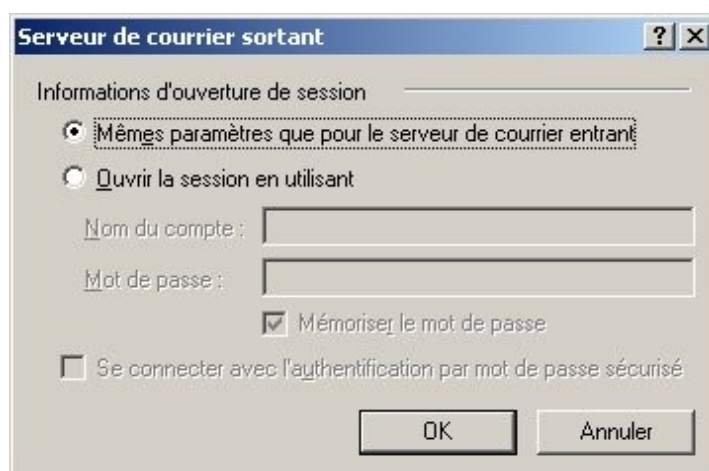 Serveur de courrier sortant
Informations d'ouverture de session
Mêmes paramètres que pour le serveur de courrier entrant
Ouvrir la session en utilisant
Nom du compte :
Mot de passe :
Mémoriser le mot de passe
Se connecter avec l'authentification par mot de passe sécurisé
OK Annuler